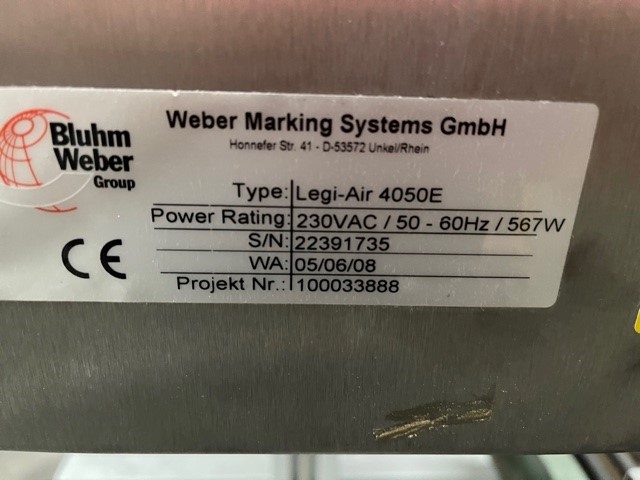 Bluhm
Weber
Group
Weber Marking Systems GmbH
Honnefer Str. 41 - D-53572 Unkel/Rhein
Type: Legi-Air 4050E
Power Rating: 230VAC / 50 - 60Hz / 567W
S/N: 22391735
WA: 05/06/08
Projekt Nr.: 100033888
CE